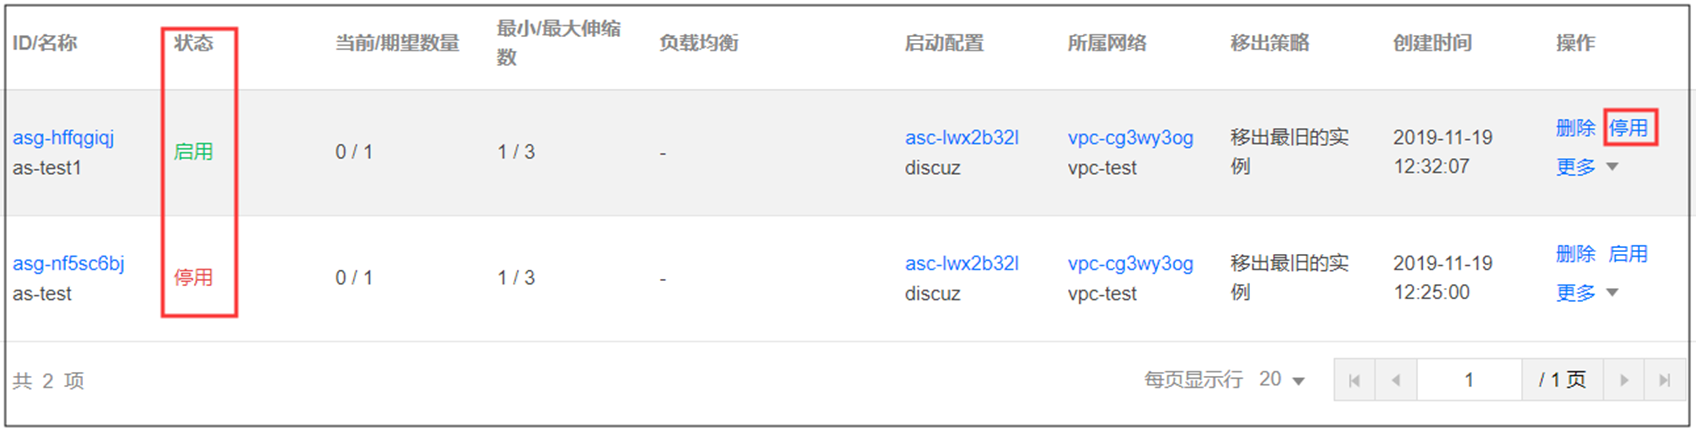 ID/名称 状态 当前/期望数量 最小/最大伸缩数 负载均衡 启动配置 所属网络 移出策略 创建时间 操作
asg-hffqgiqj 启用 0 / 1 1 / 3 - asc-lwx2b32l vpc-cg3wy3og 移出最旧的实例 2019-11-19 删除 停用
as-test1 discuz vpc-test 12:32:07 更多
asg-nf5sc6bj 停用 0 / 1 1 / 3 - asc-lwx2b32l vpc-cg3wy3og 移出最旧的实例 2019-11-19 删除 启用
as-test discuz vpc-test 12:25:00 更多
共 2 项 每页显示行 20 1 / 1 页